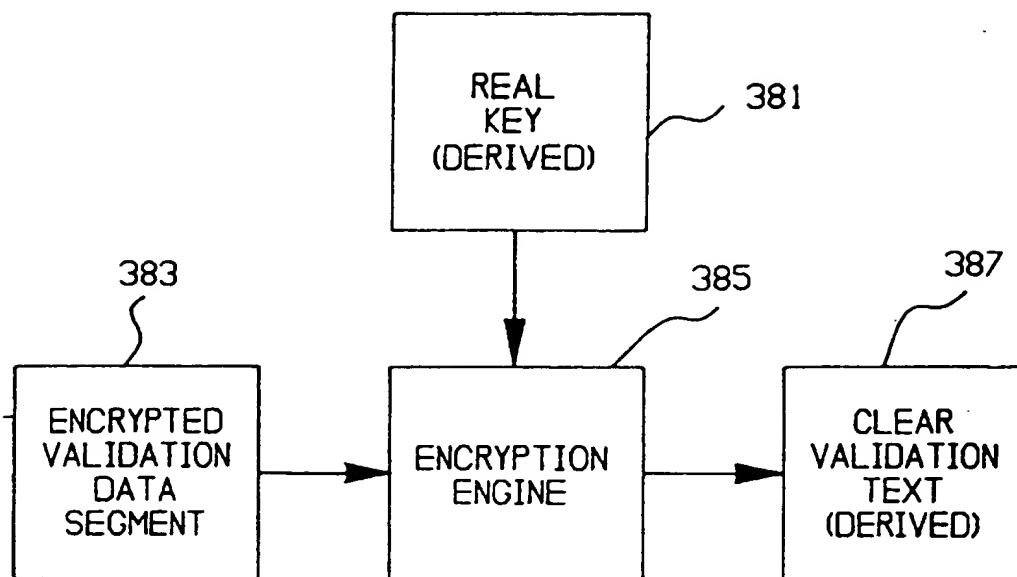 REAL
KEY
(DERIVED)
381
383
385
387
ENCRYPTED
VALIDATION
DATA
SEGMENT
ENCRYPTION
ENGINE
CLEAR
VALIDATION
TEXT
(DERIVED)